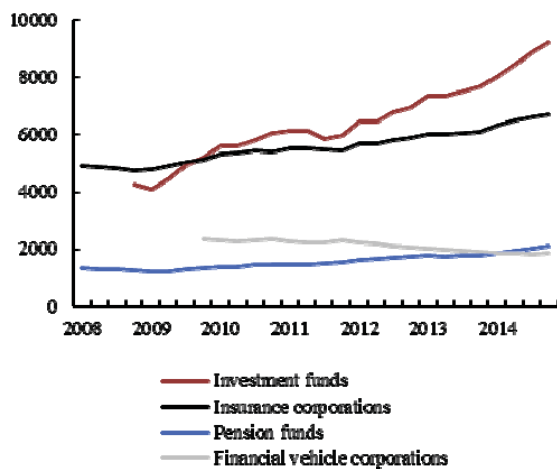 10000
8000
6000
4000
2000
0
2008 2009 2010 2011 2012 2013 2014
Investment funds
Insurance corporations
Pension funds
Financial vehicle corporations